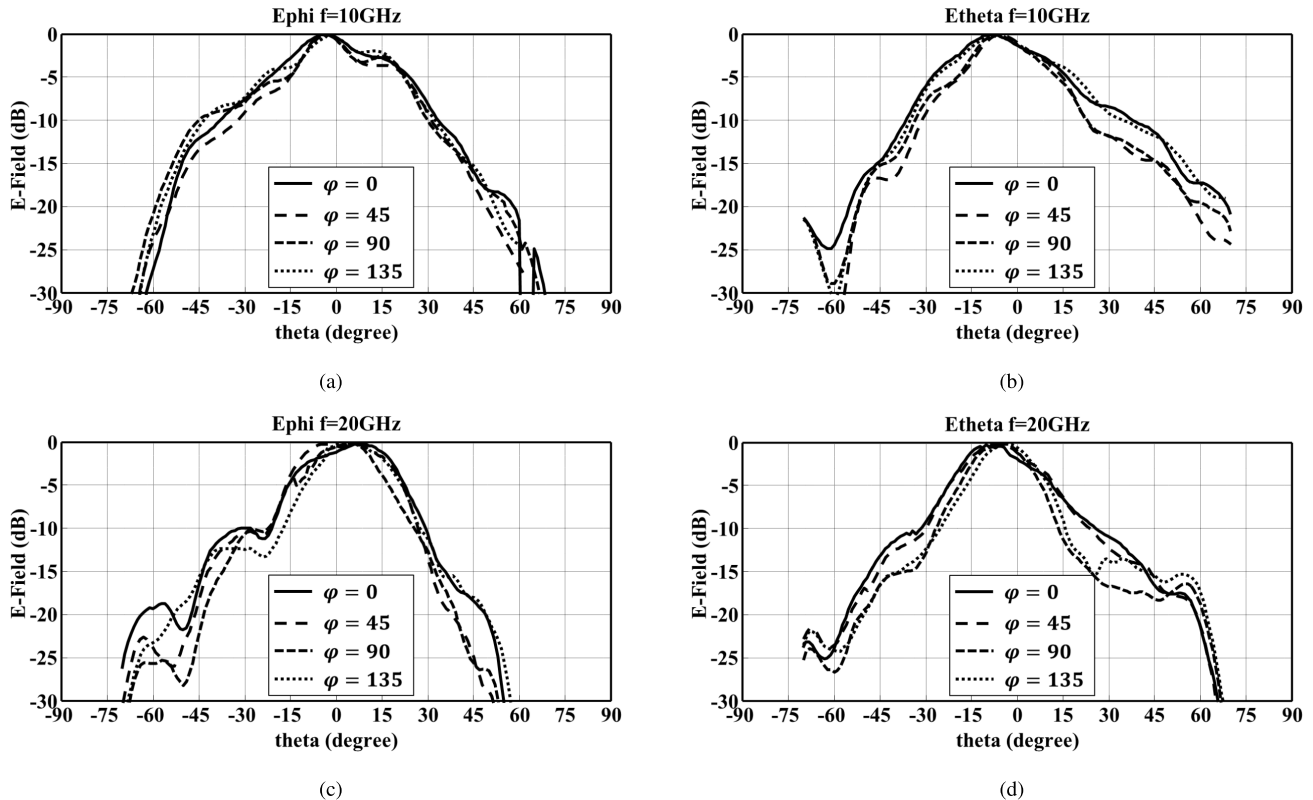 Ephi f=10GHz
E-Field (dB)
0
-5
-10
-15
-20
-25
-30
φ = 0
φ = 45
φ = 90
φ = 135
-90 -75 -60 -45 -30 -15 0 15 30 45 60 75 90
theta (degree)
(a)
Etheta f=10GHz
E-Field (dB)
0
-5
-10
-15
-20
-25
-30
φ = 0
φ = 45
φ = 90
φ = 135
-90 -75 -60 -45 -30 -15 0 15 30 45 60 75 90
theta (degree)
(b)
Ephi f=20GHz
E-Field (dB)
0
-5
-10
-15
-20
-25
-30
φ = 0
φ = 45
φ = 90
φ = 135
-90 -75 -60 -45 -30 -15 0 15 30 45 60 75 90
theta (degree)
(c)
Etheta f=20GHz
E-Field (dB)
0
-5
-10
-15
-20
-25
-30
φ = 0
φ = 45
φ = 90
φ = 135
-90 -75 -60 -45 -30 -15 0 15 30 45 60 75 90
theta (degree)
(d)